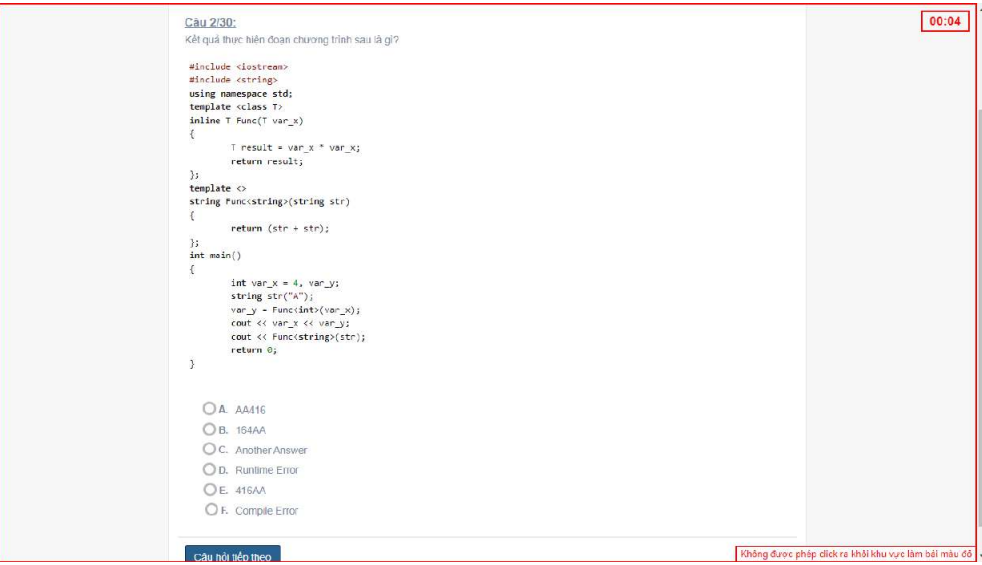 Câu 2/30:
00:04
Kết quả thực hiện đoạn chương trình sau là gì?
#include <iostream>
#include <string>
using namespace std;
template <class T>
inline T Func(T var_x)
{
T result = var_x * var_x;
return result;
};
template <>
string Func<string>(string str)
{
return (str + str);
};
int main()
{
int var_x = 4, var_y;
string str("A");
var_y = Func<int>(var_x);
cout << var_x << var_y;
cout << Func<string>(str);
return 0;
}
A. AA416
B. 164AA
C. Another Answer
D. Runtime Error
E. 416AA
F. Compile Error
Câu hỏi tiếp theo
Không được phép click ra khỏi khu vực làm bài màu đỏ